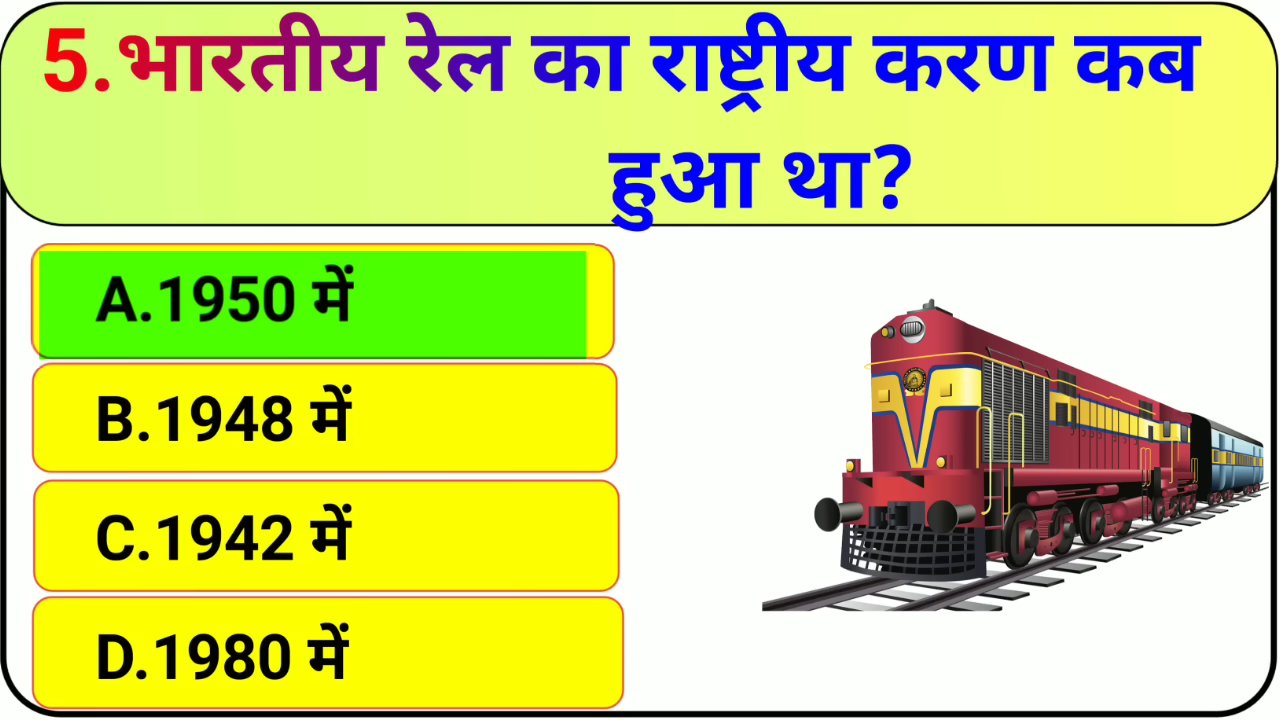 5.भारतीय रेल का राष्ट्रीय करण कब
हुआ था?
A.1950 में
B.1948 में
C.1942 में
D.1980 में